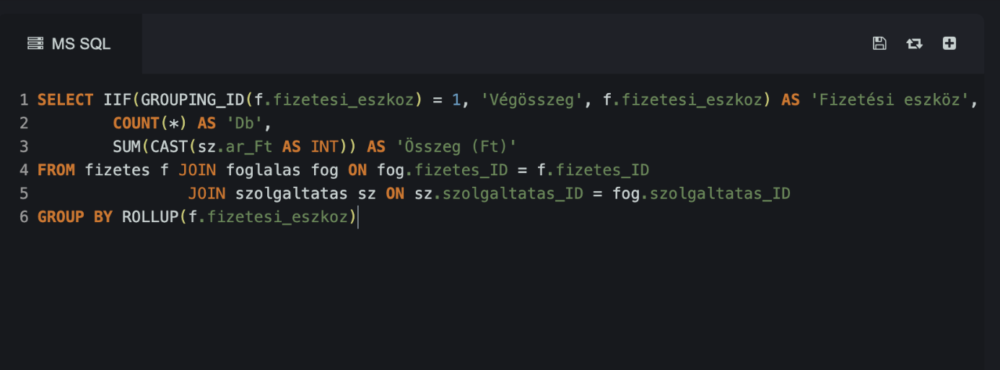 MS SQL
1 SELECT IIF(GROUPING_ID(f.fizetesi_eszkoz) = 1, 'Végösszeg', f.fizetesi_eszkoz) AS 'Fizetési eszköz',
2 COUNT(*) AS 'Db',
3 SUM(CAST(sz.ar_Ft AS INT)) AS 'Összeg (Ft)'
4 FROM fizetes f JOIN foglalas fog ON fog.fizetes_ID = f.fizetes_ID
5 JOIN szolgaltatas sz ON sz.szolgaltatas_ID = fog.szolgaltatas_ID
6 GROUP BY ROLLUP(f.fizetesi_eszkoz)